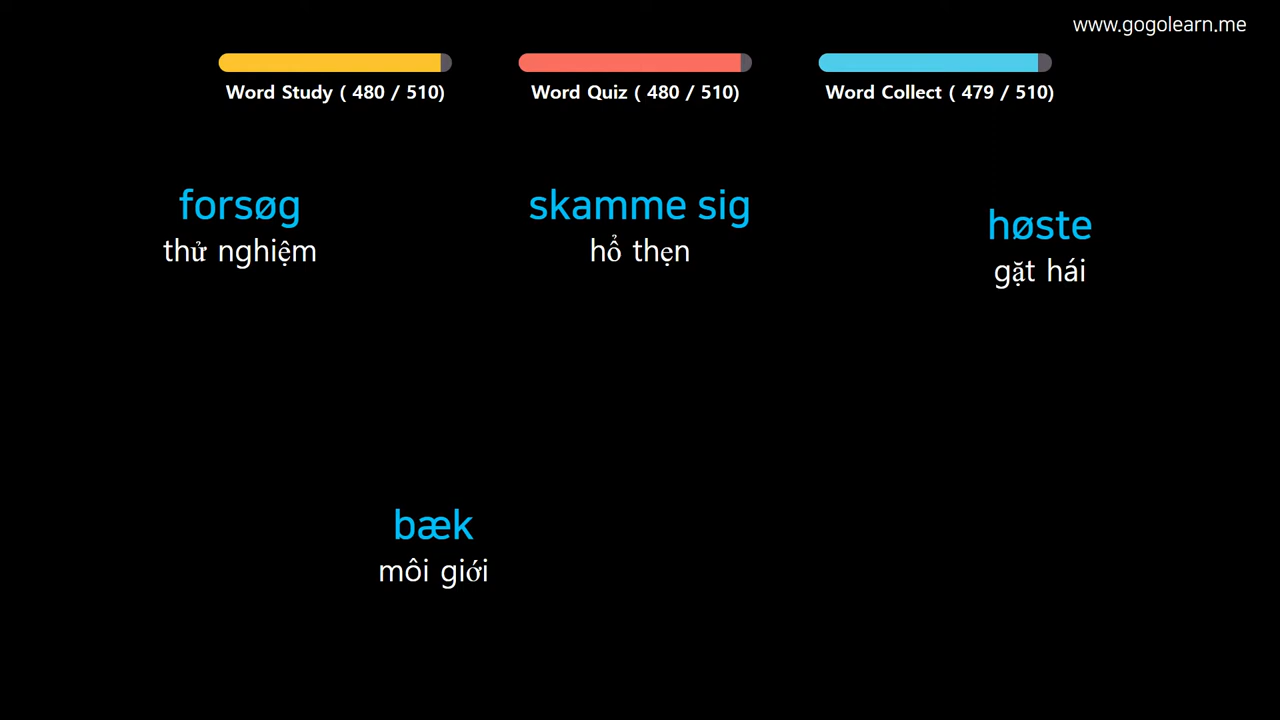 www.gogolearn.me
Word Study ( 480 / 510)
Word Quiz ( 480 / 510)
Word Collect ( 479 / 510)
forsøg
thử nghiệm
skamme sig
hổ thẹn
høste
gặt hái
bæk
môi giới